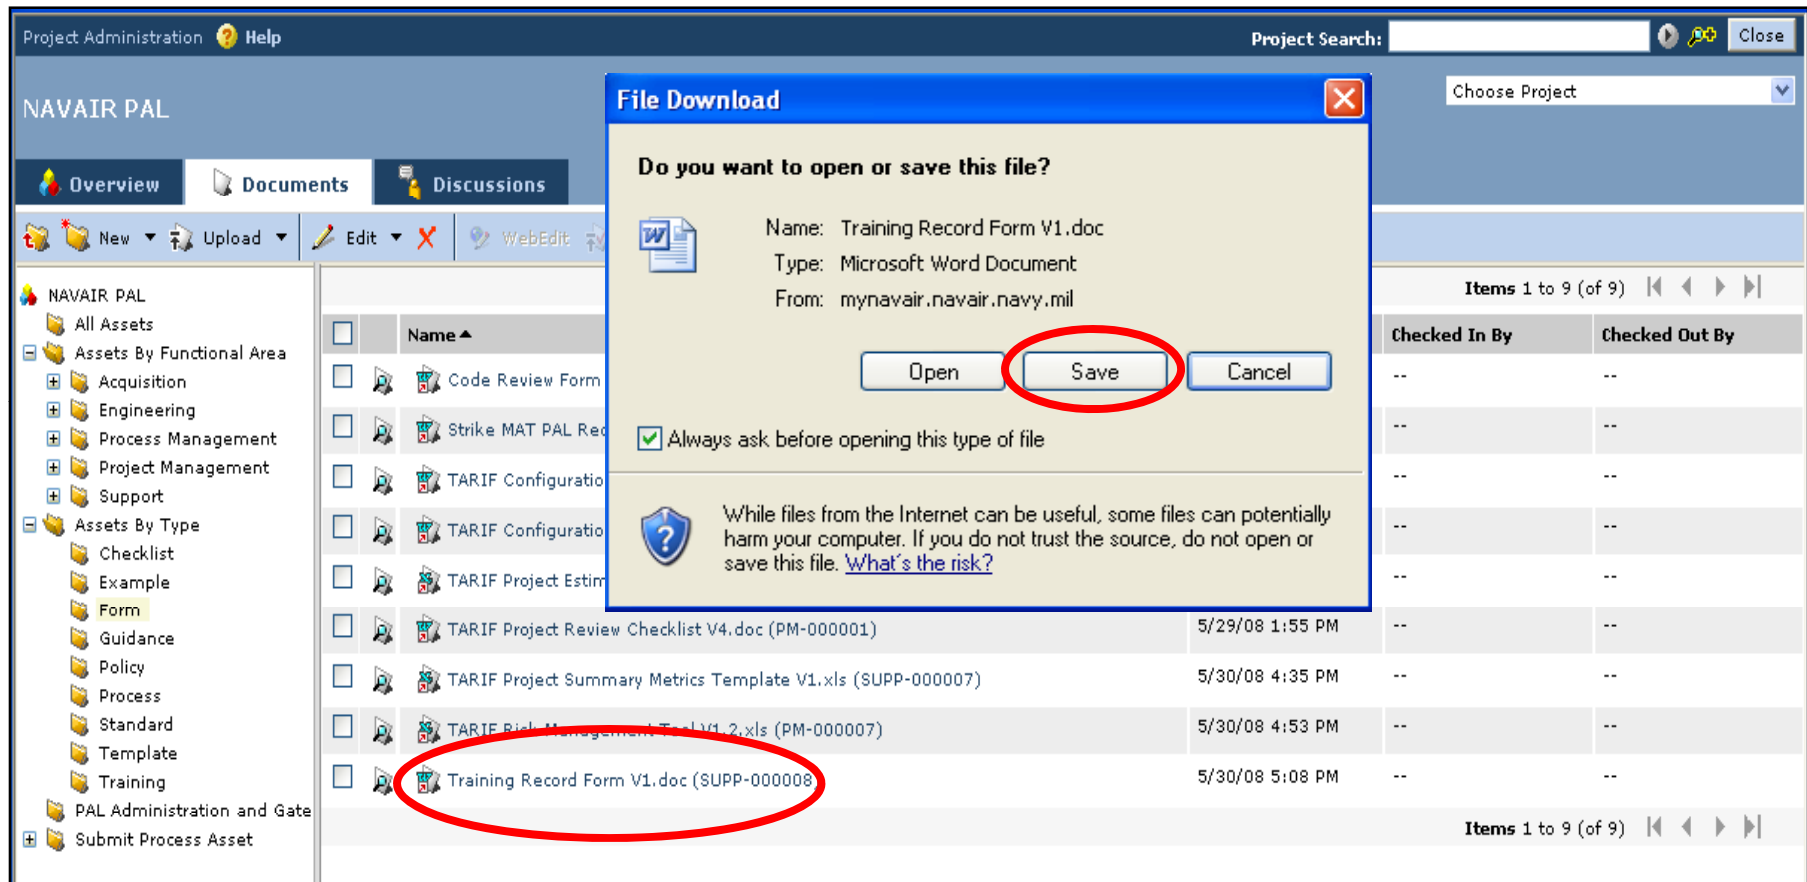 Project Administration Help Project Search: Close
NAVAIR PAL Choose Project
Overview Documents Discussions
New Upload Edit WebEdit
NAVAIR PAL
All Assets
Assets By Functional Area
Acquisition
Engineering
Process Management
Project Management
Support
Assets By Type
Checklist
Example
Form
Guidance
Policy
Process
Standard
Template
Training
PAL Administration and Gate
Submit Process Asset
Items 1 to 9 (of 9)
Name Checked In By Checked Out By
Code Review Form -- --
Strike MAT PAL Rec -- --
TARIF Configuratio -- --
TARIF Configuratio -- --
TARIF Project Estim -- --
TARIF Project Review Checklist V4.doc (PM-000001) 5/29/08 1:55 PM -- --
TARIF Project Summary Metrics Template V1.xls (SUPP-000007) 5/30/08 4:35 PM -- --
TARIF Risk Management Tool V1.2.xls (PM-000007) 5/30/08 4:53 PM -- --
Training Record Form V1.doc (SUPP-000008) 5/30/08 5:08 PM -- --
Items 1 to 9 (of 9)
File Download
Do you want to open or save this file?
Name: Training Record Form V1.doc
Type: Microsoft Word Document
From: mynavair.navair.navy.mil
Open Save Cancel
Always ask before opening this type of file
While files from the Internet can be useful, some files can potentially
harm your computer. If you do not trust the source, do not open or
save this file. What's the risk?